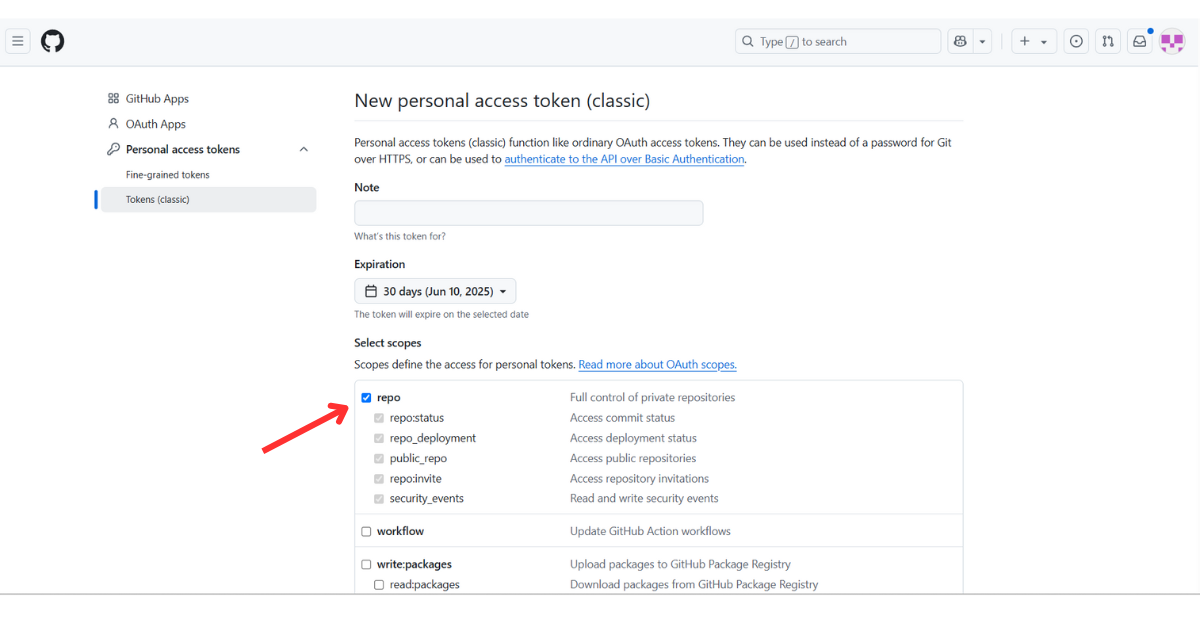 Type / to search
GitHub Apps
OAuth Apps
Personal access tokens
Fine-grained tokens
Tokens (classic)
New personal access token (classic)
Personal access tokens (classic) function like ordinary OAuth access tokens. They can be used instead of a password for Git
over HTTPS, or can be used to authenticate to the API over Basic Authentication.
Note
What's this token for?
Expiration
30 days (Jun 10, 2025)
The token will expire on the selected date
Select scopes
Scopes define the access for personal tokens. Read more about OAuth scopes.
repo Full control of private repositories
repo:status Access commit status
repo_deployment Access deployment status
public_repo Access public repositories
repo:invite Access repository invitations
security_events Read and write security events
workflow Update GitHub Action workflows
write:packages Upload packages to GitHub Package Registry
read:packages Download packages from GitHub Package Registry